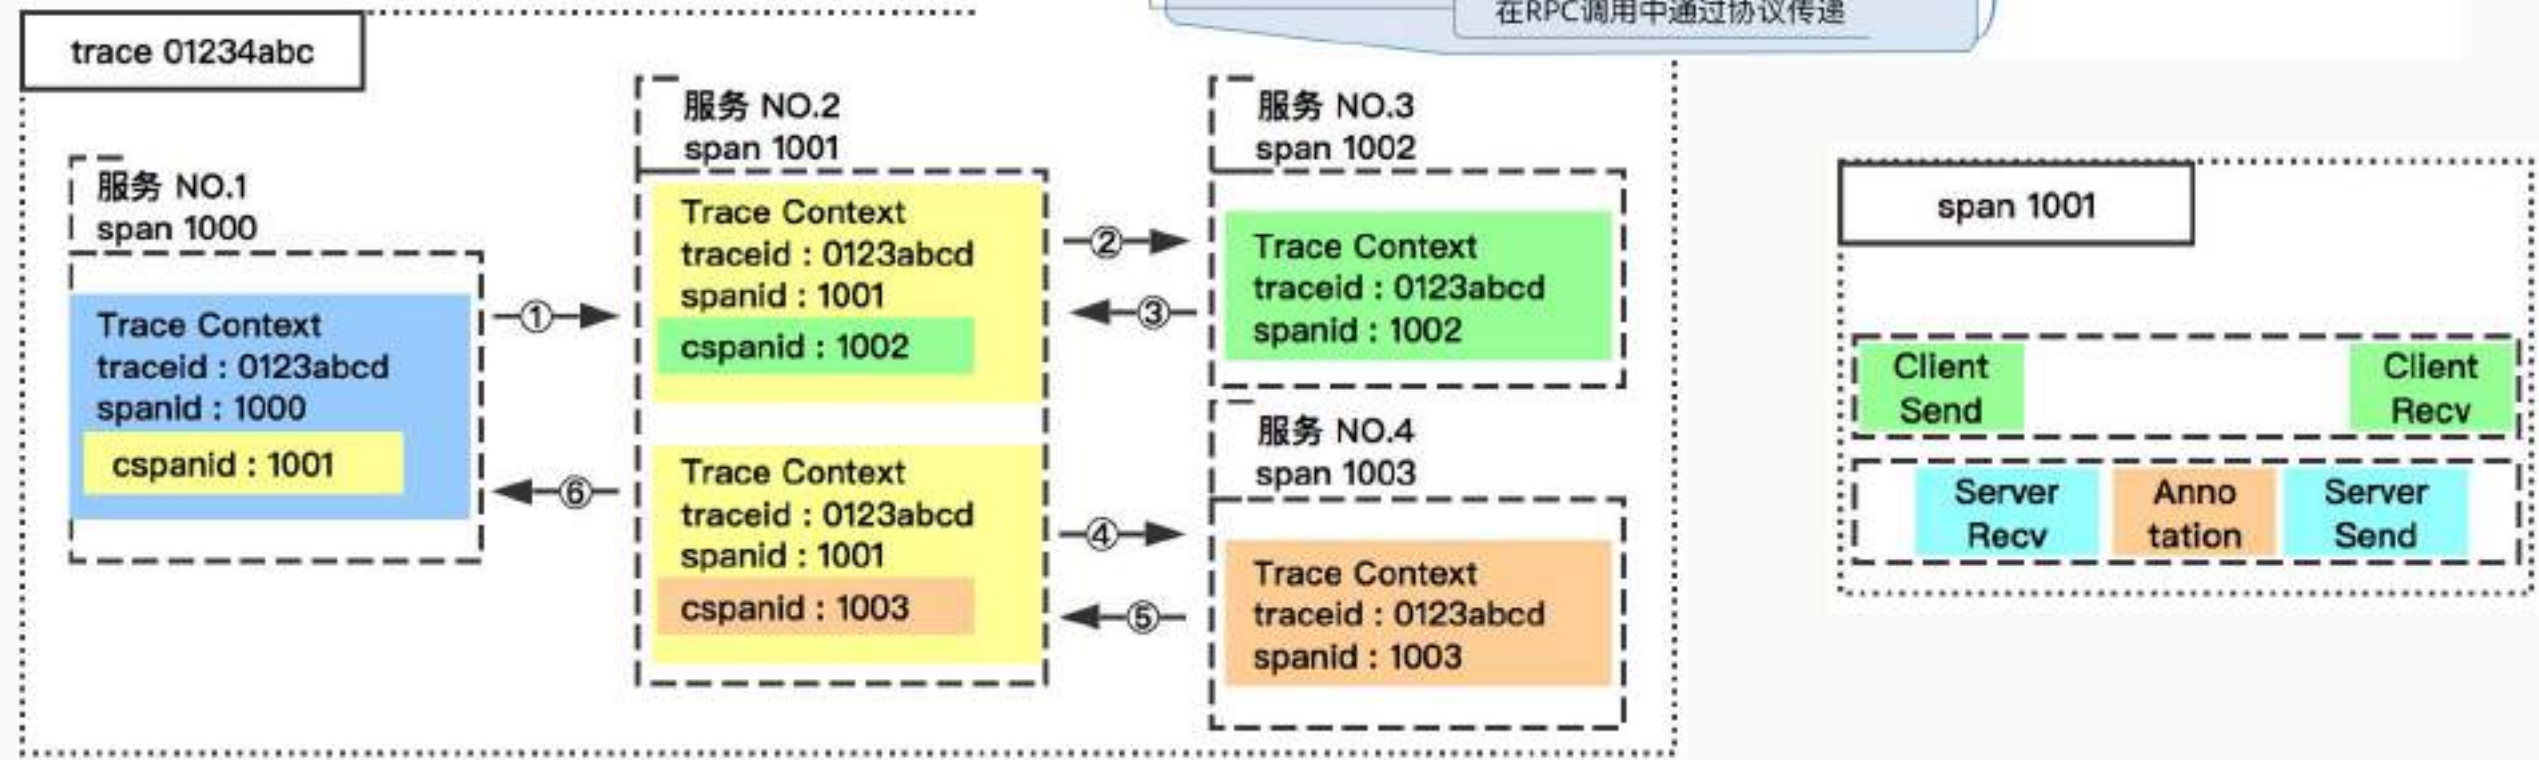 在RPC调用中通过协议传递
trace 01234abc
服务 NO.1
span 1000
Trace Context
traceid : 0123abcd
spanid : 1000
cspanid : 1001
①
⑥
服务 NO.2
span 1001
Trace Context
traceid : 0123abcd
spanid : 1001
cspanid : 1002
Trace Context
traceid : 0123abcd
spanid : 1001
cspanid : 1003
②
③
④
⑤
服务 NO.3
span 1002
Trace Context
traceid : 0123abcd
spanid : 1002
服务 NO.4
span 1003
Trace Context
traceid : 0123abcd
spanid : 1003
span 1001
Client
Send
Client
Recv
Server
Recv
Anno
tation
Server
Send